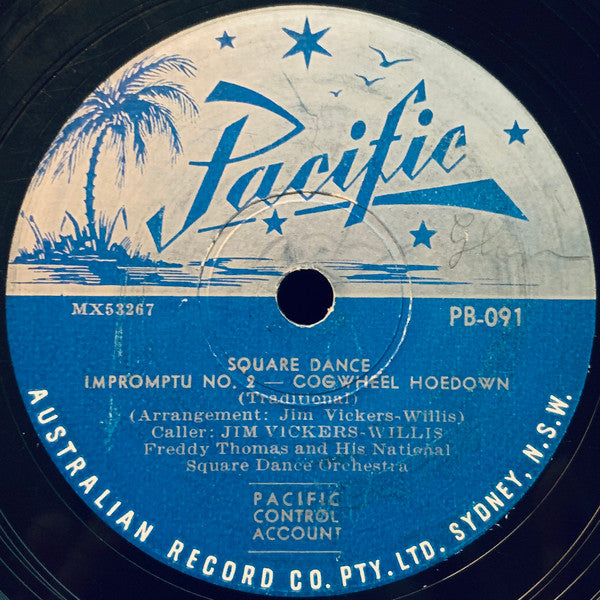 Pacific
MX53267
PB-091
SQUARE DANCE
IMPROMPTU NO. 2 — COGWHEEL HOEDOWN
(Traditional)
(Arrangement: Jim Vickers-Willis)
Caller: JIM VICKERS-WILLIS
Freddy Thomas and His National
Square Dance Orchestra
PACIFIC
CONTROL
ACCOUNT
AUSTRALIAN RECORD CO. PTY. LTD. SYDNEY, N.S.W.